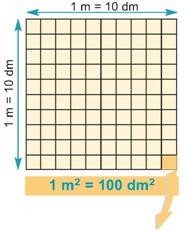 1 m = 10 dm
1 m = 10 dm
1 m² = 100 dm²